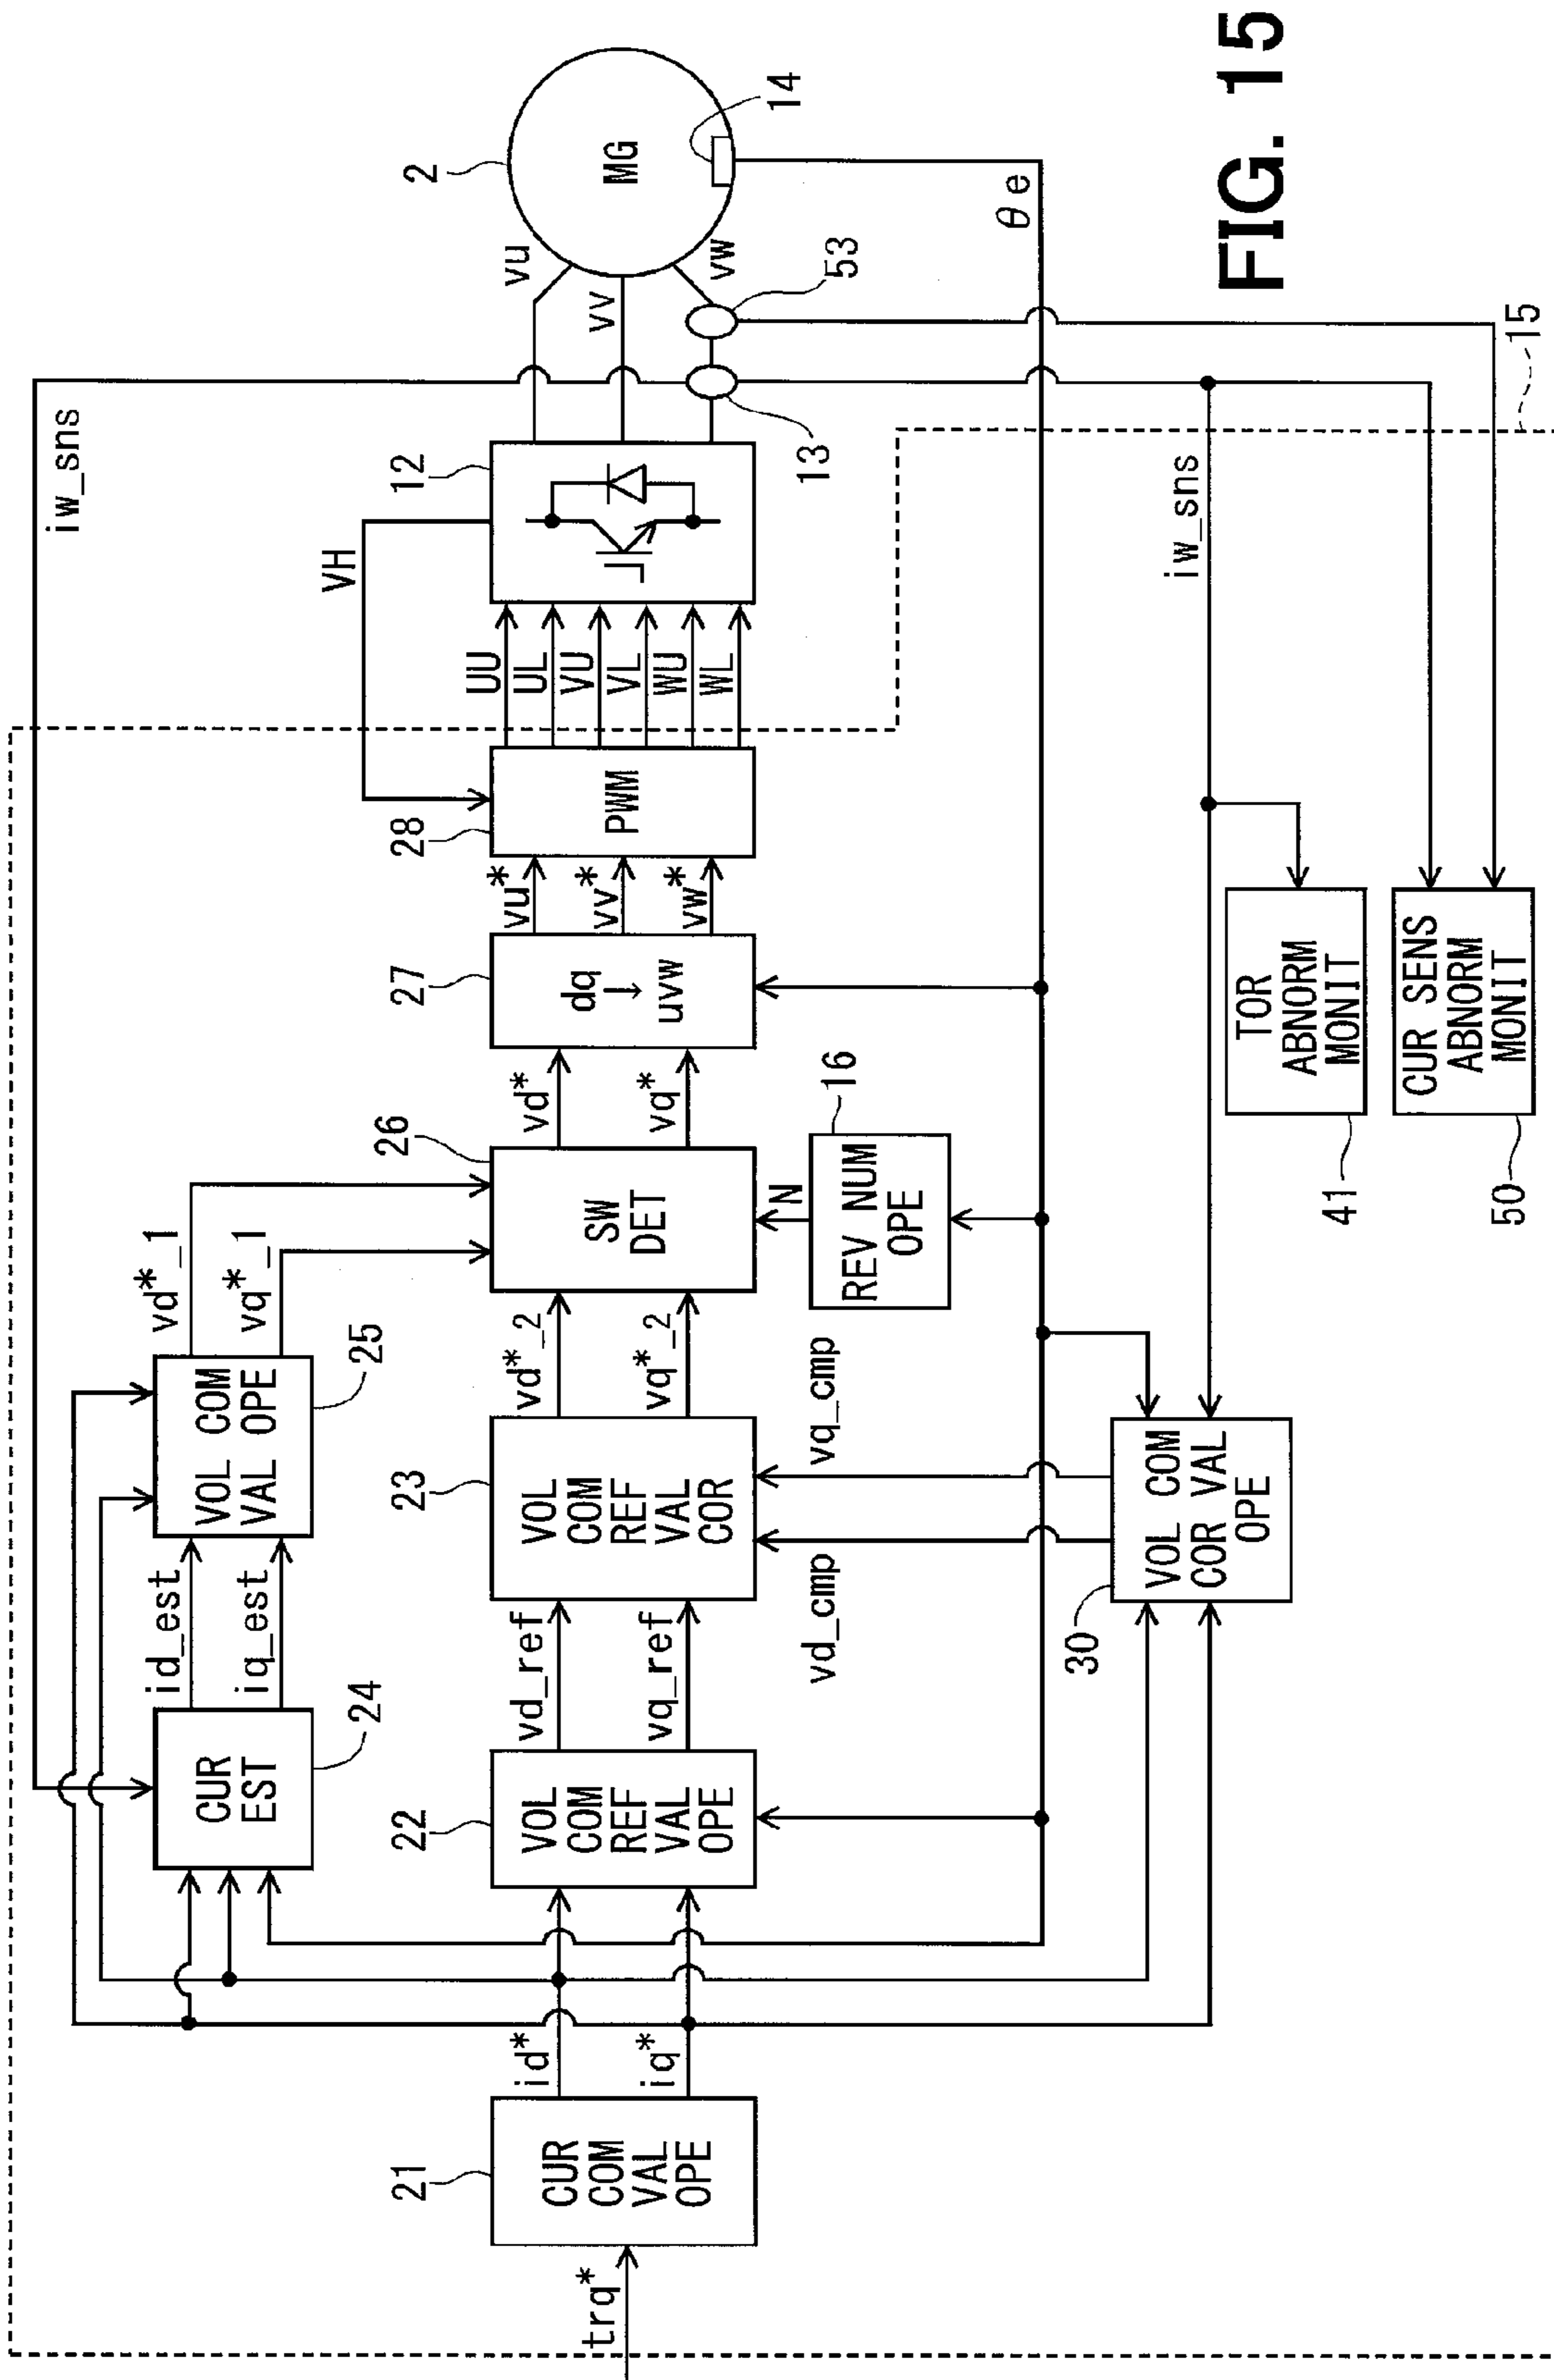 FIG. 15
15
iw_sns
trq*
21
CUR
COM
VAL
OPE
id*
iq*
24
CUR
EST
id_est
iq_est
25
VOL COM
VAL OPE
vd*_1
vq*_1
22
VOL
COM
REF
VAL
OPE
vd_ref
vq_ref
23
VOL
COM
REF
VAL
COR
vd*_2
vq*_2
vd_cmp
vq_cmp
26
SW
DET
vd*
vq*
N
16
REV NUM
OPE
27
dq
↓
uvw
vu*
vv*
vw*
28
PWM
VH
UU
UL
VU
VL
WU
WL
12
13
53
vu
vv
vw
2
MG
14
θe
30
VOL COM
COR VAL
OPE
iw_sns
41
TOR
ABNORM
MONIT
50
CUR SENS
ABNORM
MONIT